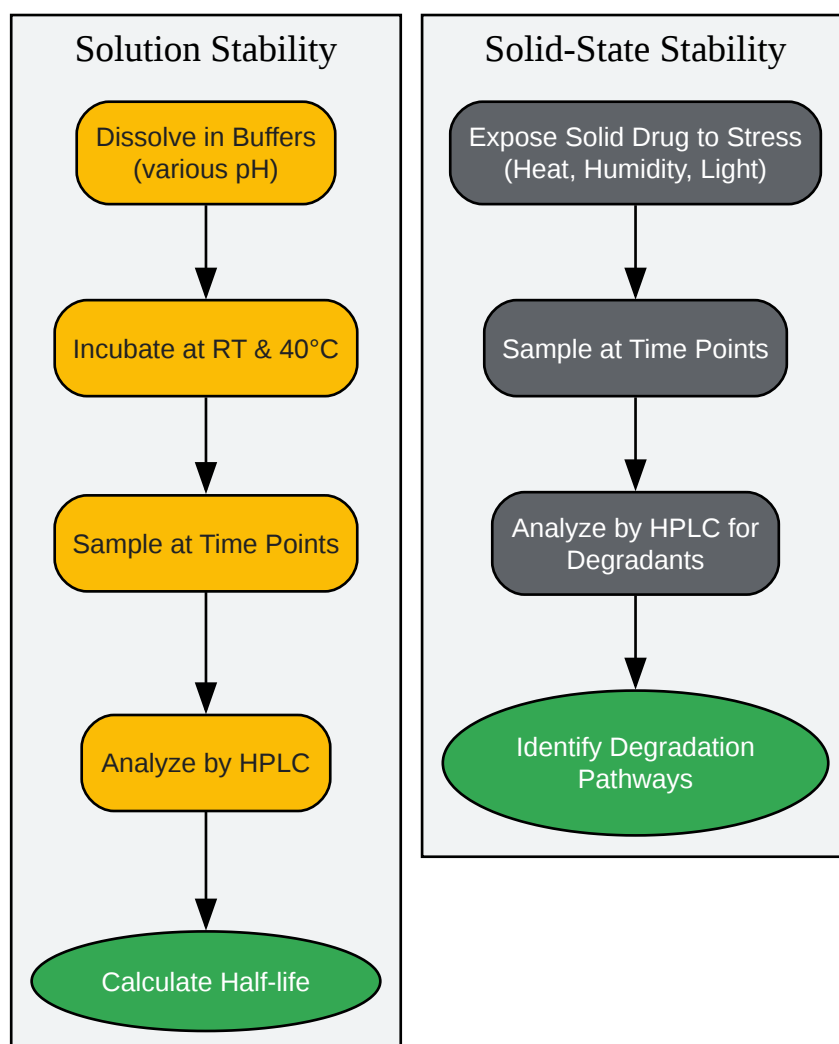 Solution Stability
Dissolve in Buffers
(various pH)
Incubate at RT & 40°C
Sample at Time Points
Analyze by HPLC
Calculate Half-life
Solid-State Stability
Expose Solid Drug to Stress
(Heat, Humidity, Light)
Sample at Time Points
Analyze by HPLC for
Degradants
Identify Degradation
Pathways